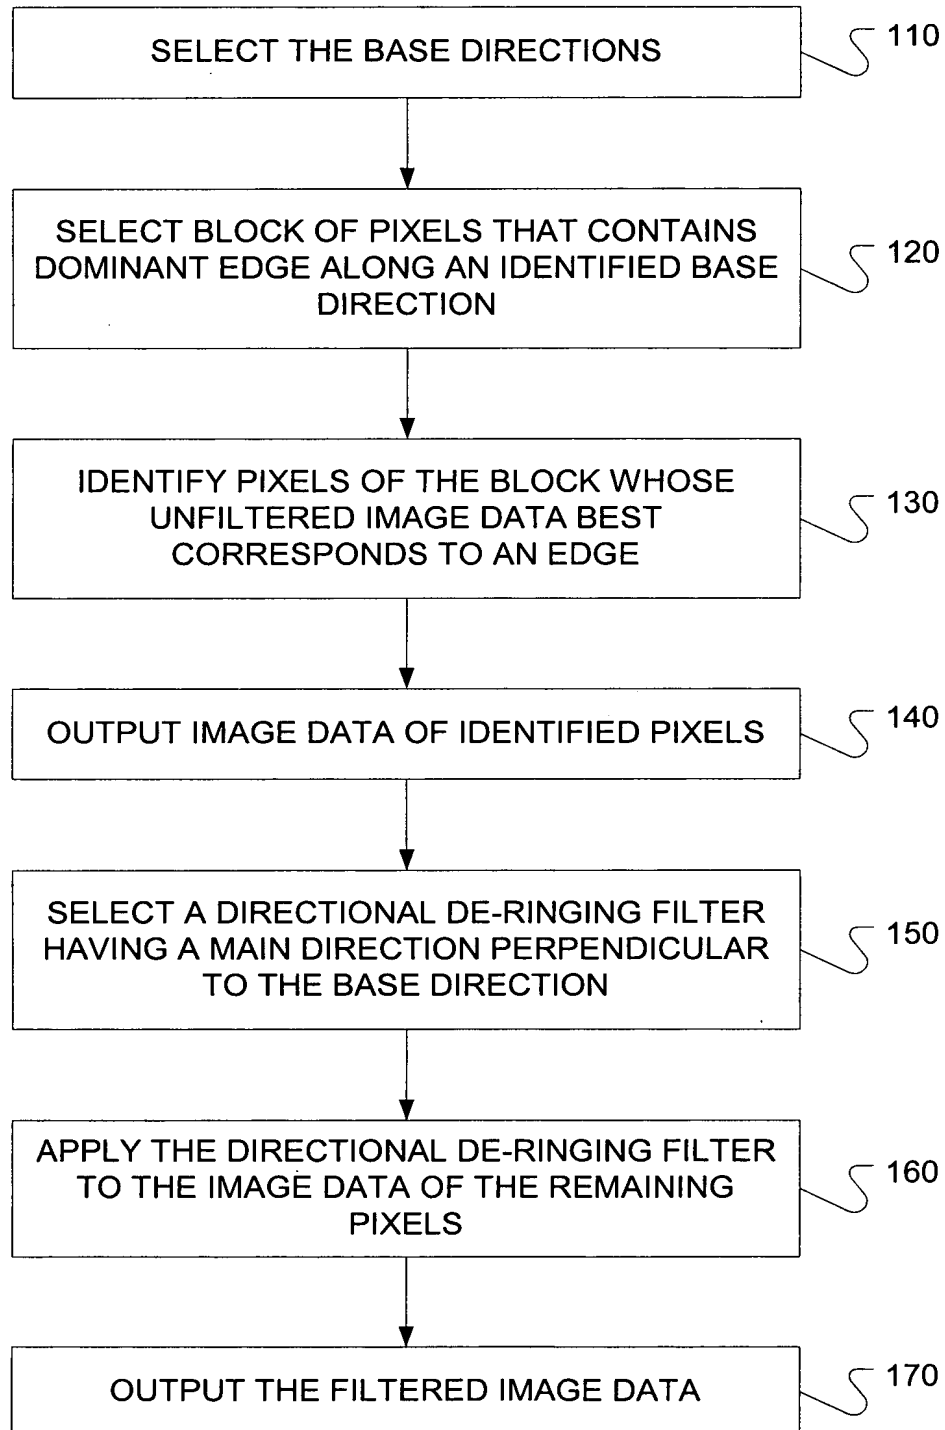 SELECT THE BASE DIRECTIONS
110
SELECT BLOCK OF PIXELS THAT CONTAINS
DOMINANT EDGE ALONG AN IDENTIFIED BASE
DIRECTION
120
IDENTIFY PIXELS OF THE BLOCK WHOSE
UNFILTERED IMAGE DATA BEST
CORRESPONDS TO AN EDGE
130
OUTPUT IMAGE DATA OF IDENTIFIED PIXELS
140
SELECT A DIRECTIONAL DE-RINGING FILTER
HAVING A MAIN DIRECTION PERPENDICULAR
TO THE BASE DIRECTION
150
APPLY THE DIRECTIONAL DE-RINGING FILTER
TO THE IMAGE DATA OF THE REMAINING
PIXELS
160
OUTPUT THE FILTERED IMAGE DATA
170